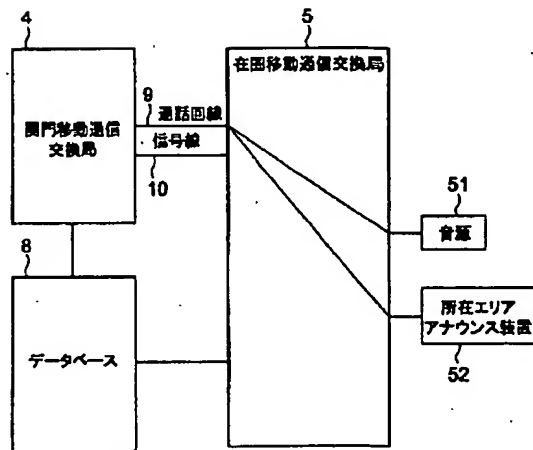 4
関門移動通信
交換局
9
通話回線
信号線
10
5
在圏移動通信交換局
51
音源
所在エリア
アナウンス装置
52
8
データベース